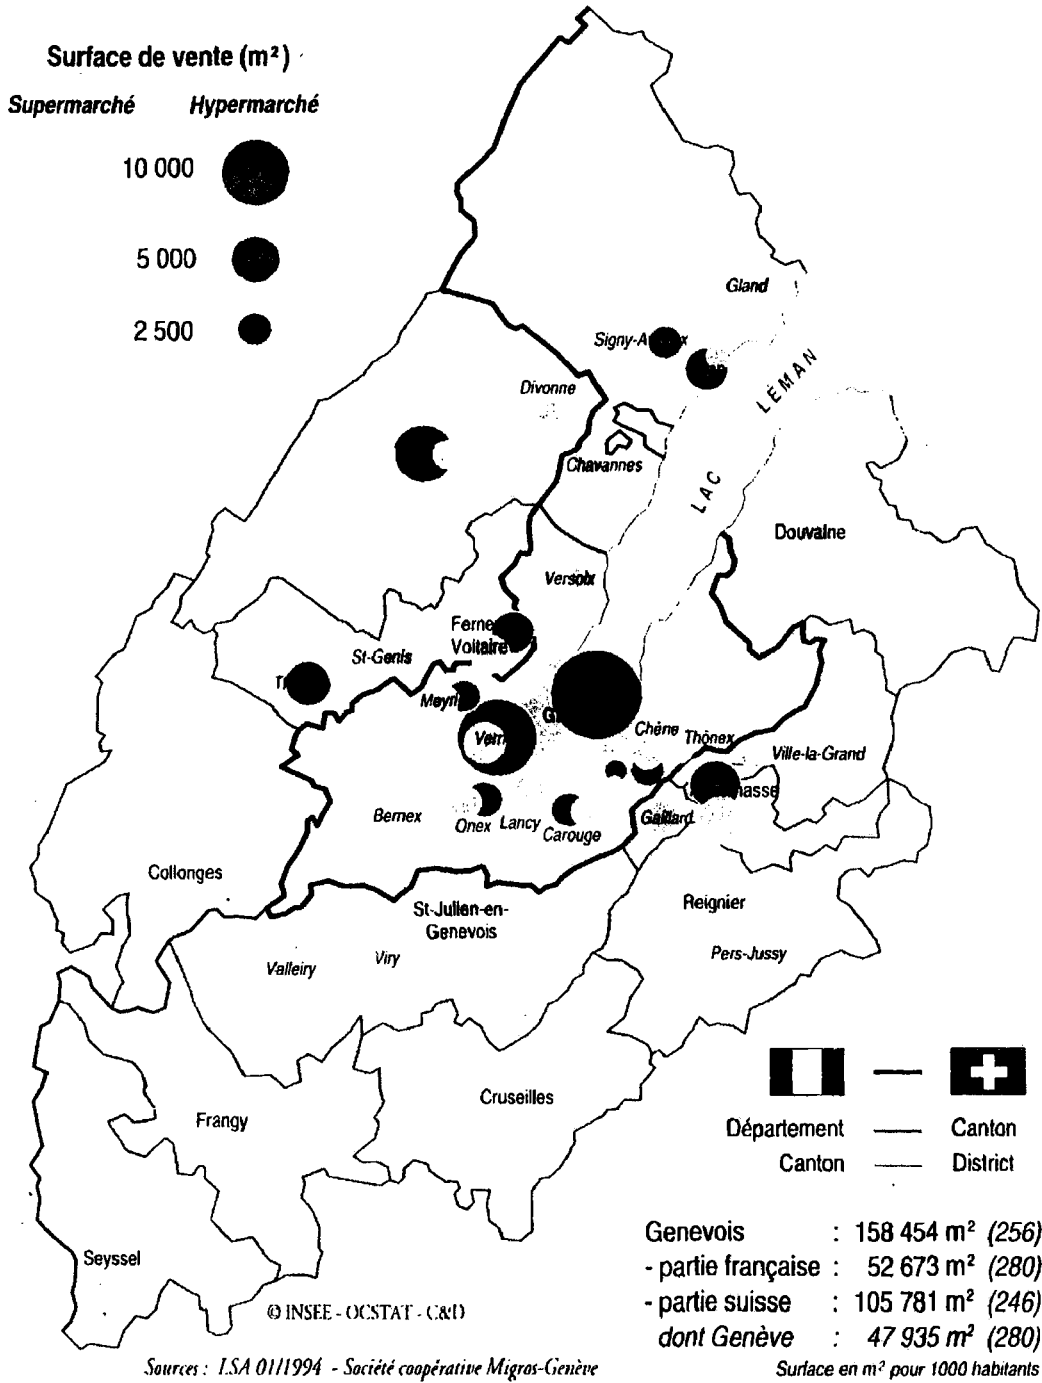 Surface de vente (m²)
Supermarché Hypermarché
10 000
5 000
2 500
Gland
Signy-
Divonne
LAC LÉMAN
Chavannes
Douvaine
Versoix
Ferne
Voltaire
St-Genis
Meyri
Chêne
Thônex
Ville-la-Grand
Vern
masse
Gaillard
Bernex
Onex
Lancy
Carouge
Collonges
St-Julien-en-
Genevois
Reignier
Valleiry
Viry
Pers-Jussy
Cruseilles
Frangy
Département — Canton
Canton — District
Seyssel
Genevois : 158 454 m² (256)
- partie française : 52 673 m² (280)
- partie suisse : 105 781 m² (246)
dont Genève : 47 935 m² (280)
© INSEE - OCSTAT - C&D
Sources : LSA 01/1994 - Société coopérative Migros-Genève
Surface en m² pour 1000 habitants